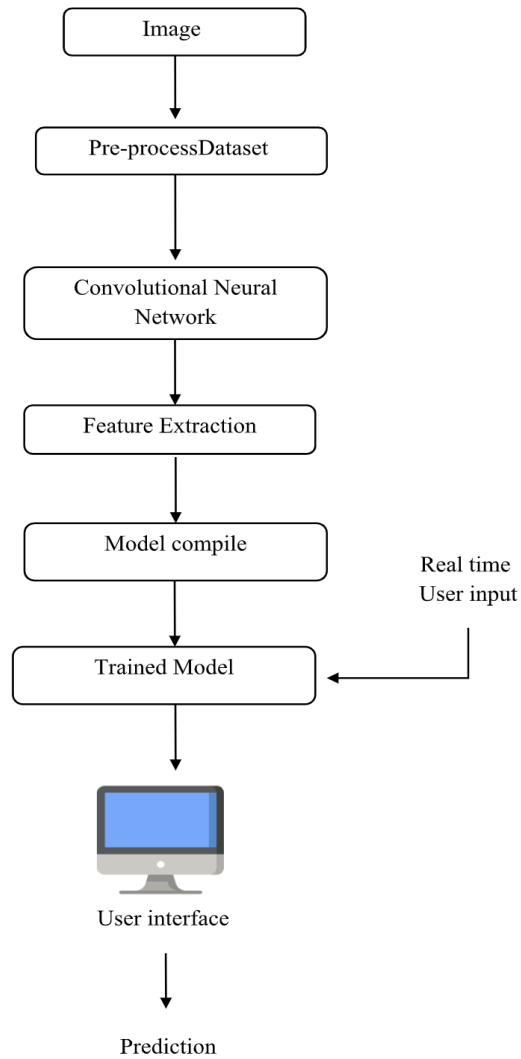 Image
Pre-processDataset
Convolutional Neural
Network
Feature Extraction
Model compile
Real time
User input
Trained Model
User interface
Prediction